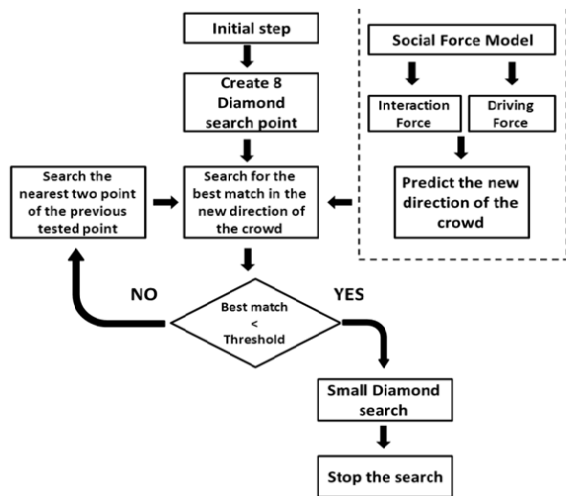 Initial step
Create 8
Diamond
search point
Search for the
best match in the
new direction of
the crowd
Search the
nearest two point
of the previous
tested point
Social Force Model
Interaction
Force
Driving
Force
Predict the new
direction of the
crowd
NO
YES
Best match
<
Threshold
Small Diamond
search
Stop the search